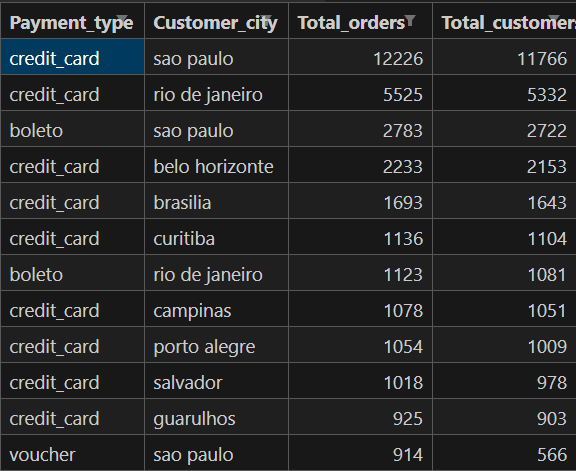 Payment_type Customer_city Total_orders Total_customers
credit_card sao paulo 12226 11766
credit_card rio de janeiro 5525 5332
boleto sao paulo 2783 2722
credit_card belo horizonte 2233 2153
credit_card brasilia 1693 1643
credit_card curitiba 1136 1104
boleto rio de janeiro 1123 1081
credit_card campinas 1078 1051
credit_card porto alegre 1054 1009
credit_card salvador 1018 978
credit_card guarulhos 925 903
voucher sao paulo 914 566